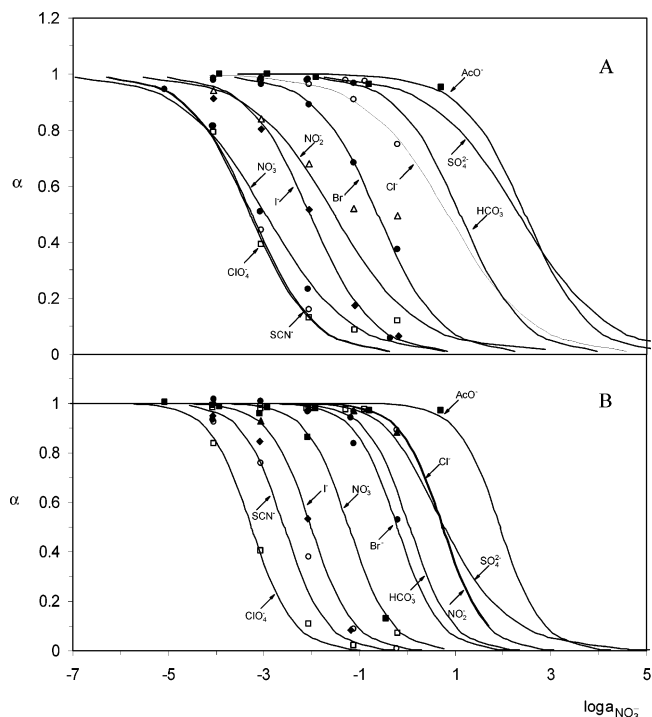 1.2
A
1
AcO⁻
0.8
NO₂⁻
SO₄²⁻
NO₃⁻
I⁻
Br⁻
Cl⁻
α
0.6
HCO₃⁻
0.4
ClO₄⁻
0.2
SCN⁻
0
B
1
AcO⁻
0.8
Cl⁻
SCN⁻
I⁻
NO₃⁻
α
0.6
Br⁻
SO₄²⁻
0.4
HCO₃⁻
NO₂⁻
ClO₄⁻
0.2
0
-7 -5 -3 -1 1 3 5
loga NO₃⁻